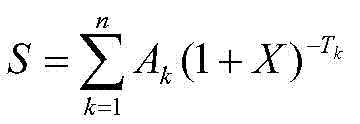 $S = \sum_{k=1}^{n} A_k (1 + X)^{-T_k}$